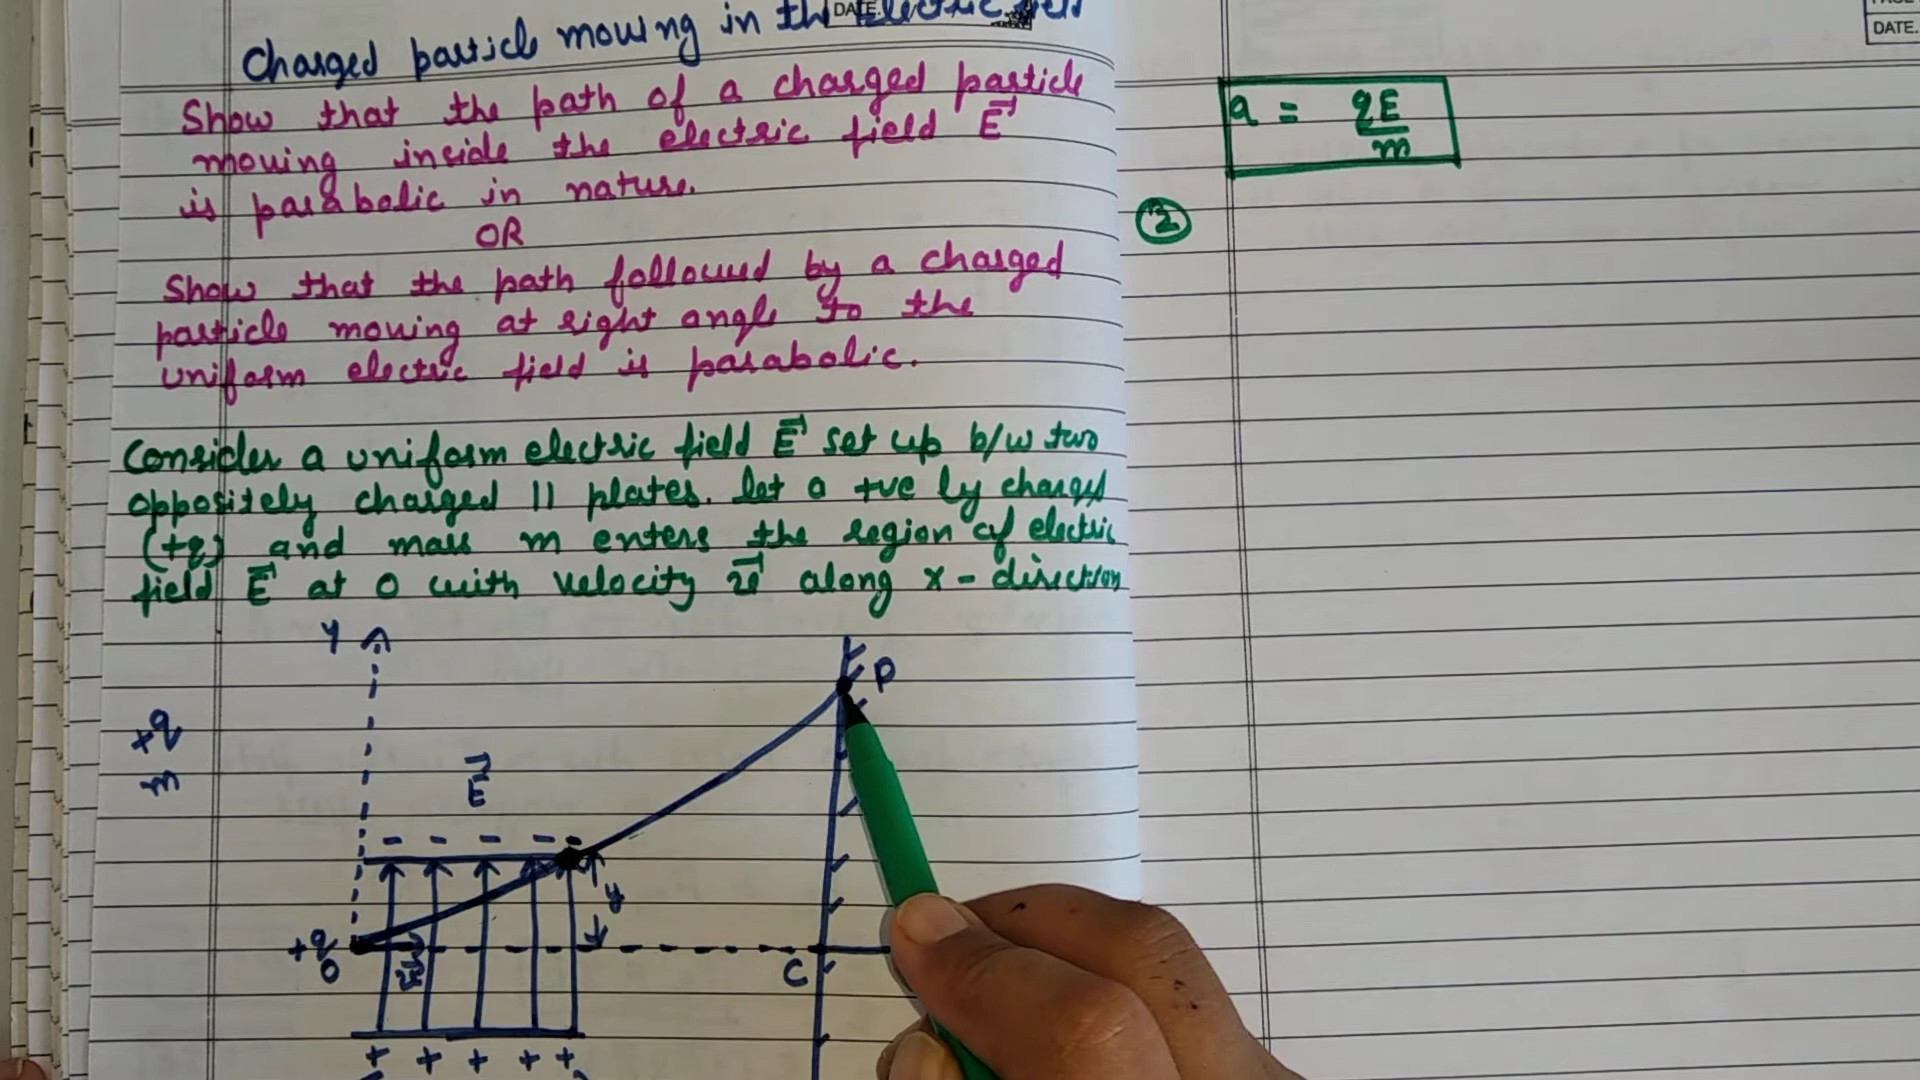 Charged particle moving in the Electric field
DATE.
Show that the path of a charged particle
moving inside the electric field E⃗
is parabolic in nature.
OR
Show that the path followed by a charged
particle moving at right angle to the
uniform electric field is parabolic.
Consider a uniform electric field E⃗ set up b/w two
oppositely charged || plates. let a +ve ly charged
(+q) and mass m enters the region of electric
field E⃗ at O with velocity v⃗ along x - direction
Y
P
+q
m
E⃗
- - - - -
y
+q
O
v⃗
C
+ + + + +
DATE.
a = qE/m
2